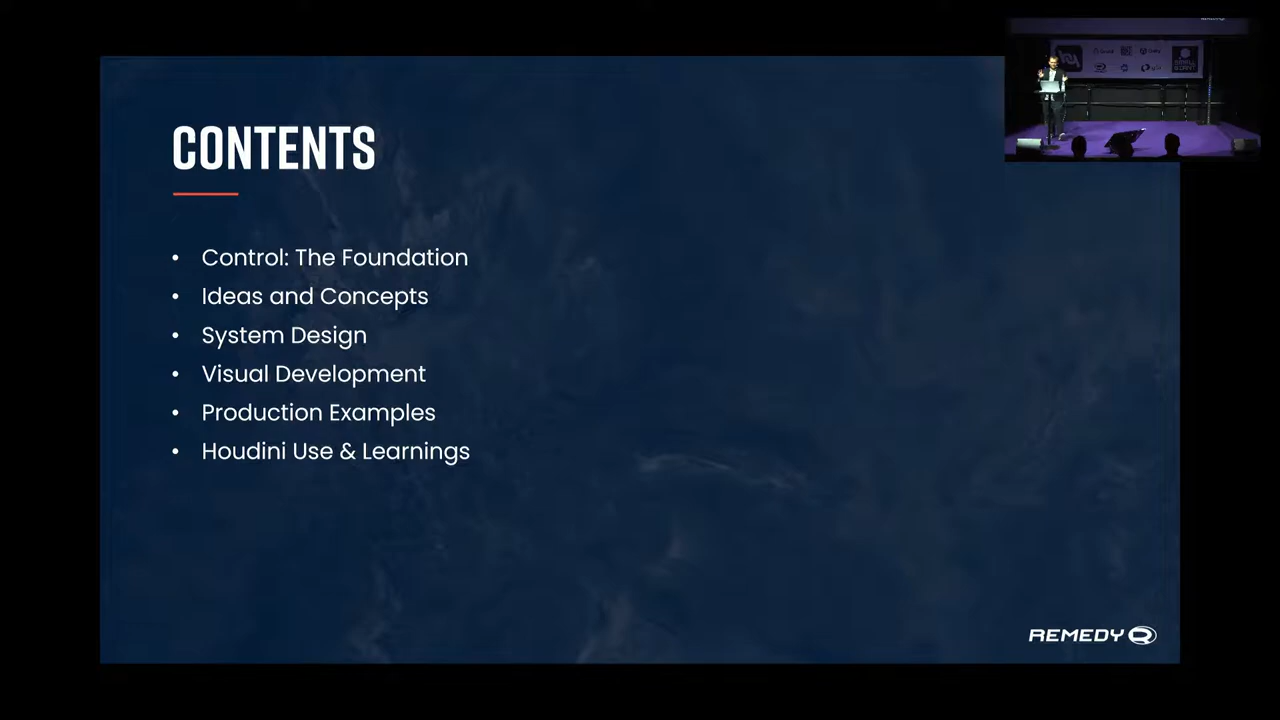 CONTENTS
• Control: The Foundation
• Ideas and Concepts
• System Design
• Visual Development
• Production Examples
• Houdini Use & Learnings
REMEDY